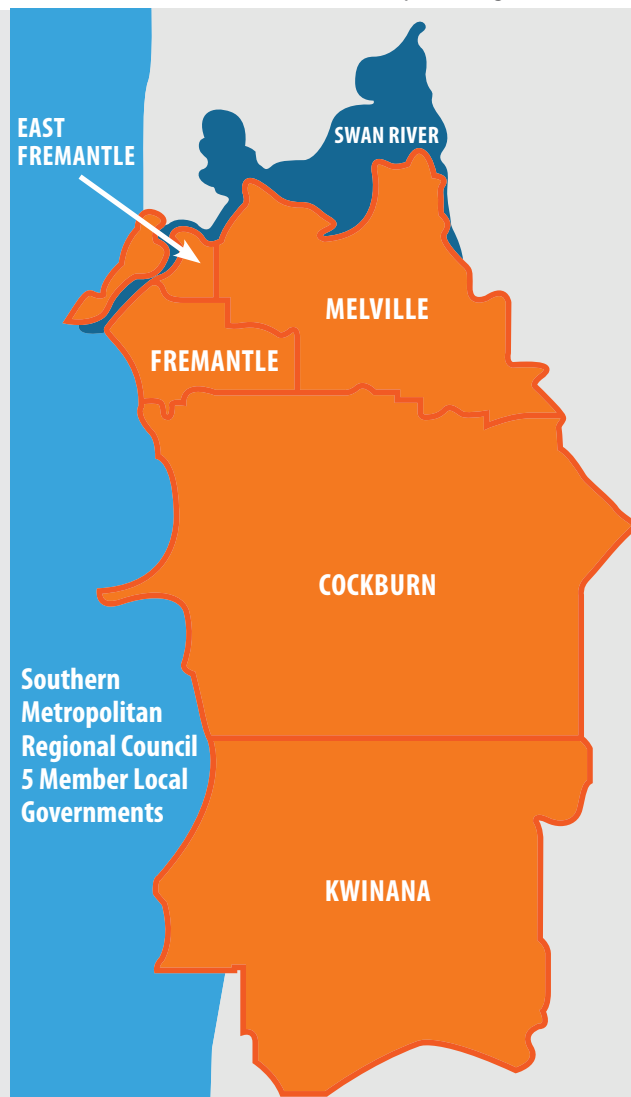 EAST
FREMANTLE
SWAN RIVER
MELVILLE
FREMANTLE
COCKBURN
Southern
Metropolitan
Regional Council
5 Member Local
Governments
KWINANA